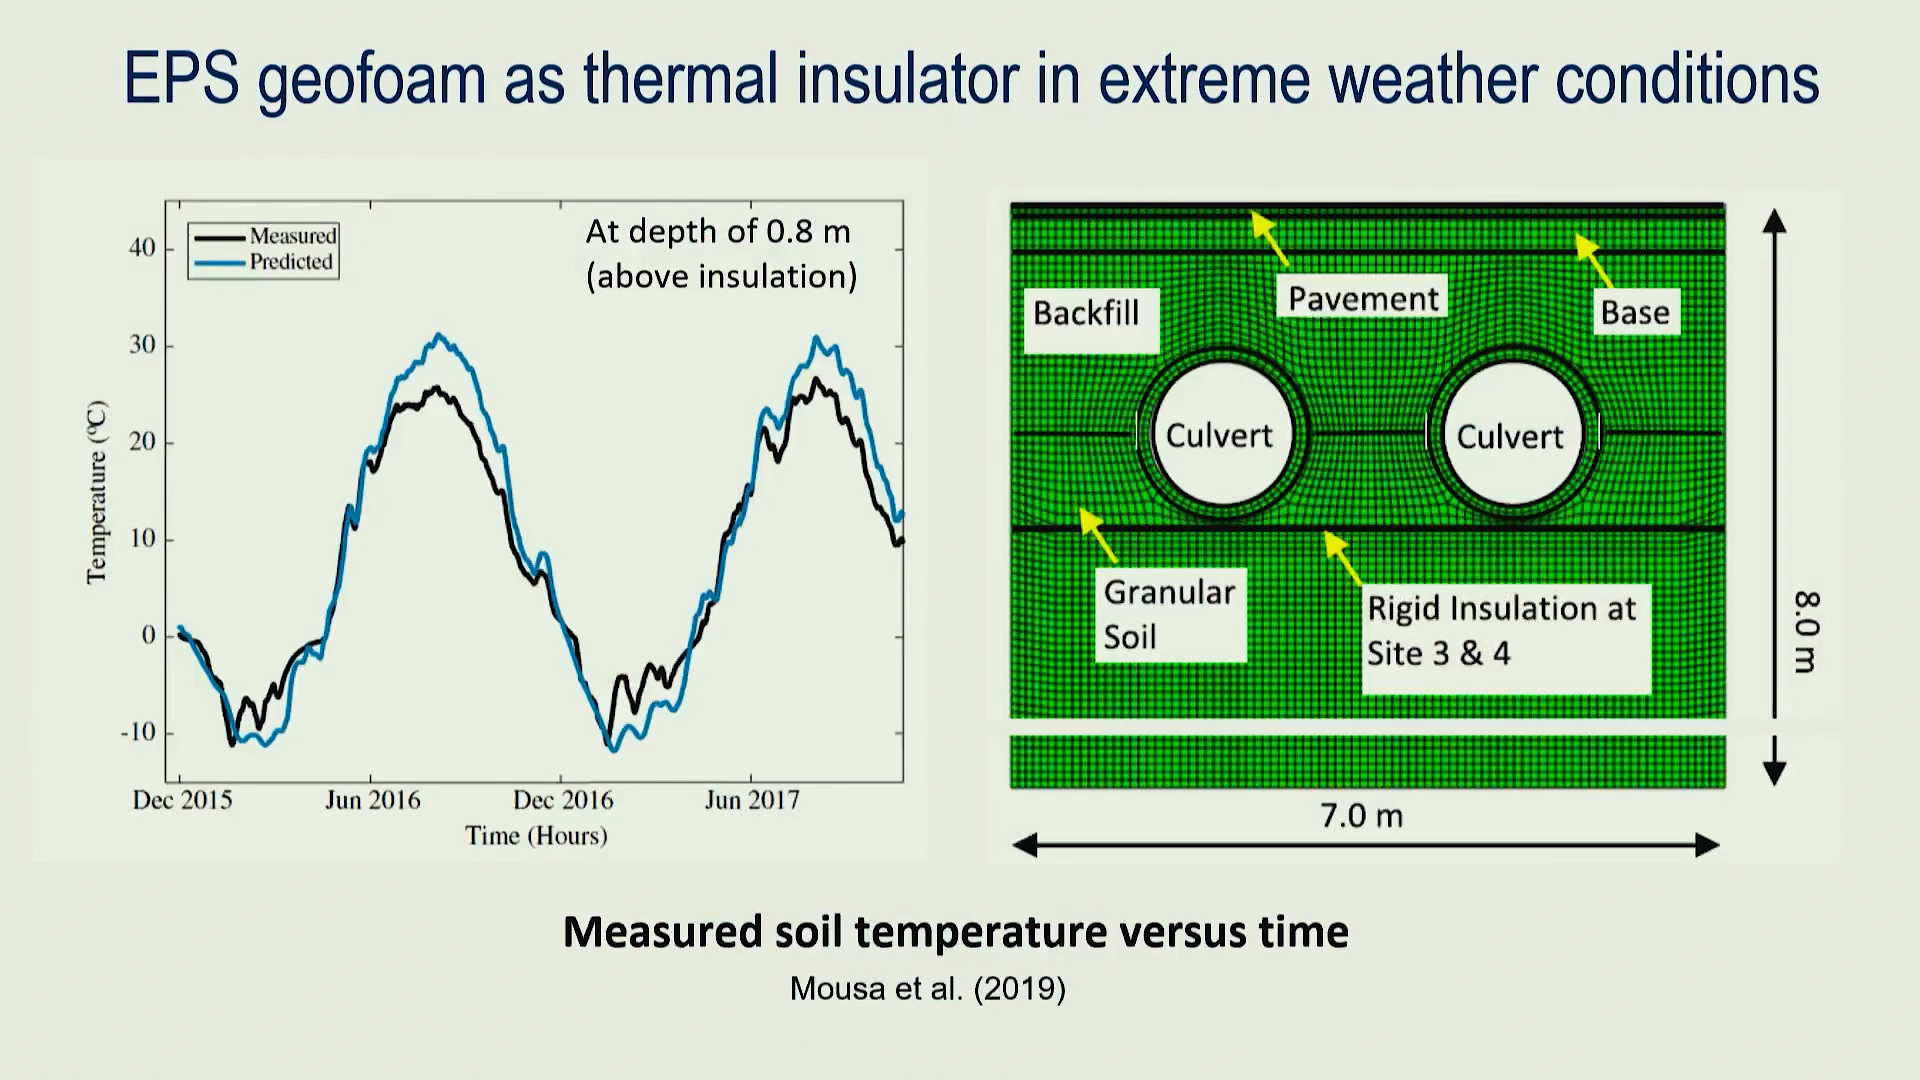 EPS geofoam as thermal insulator in extreme weather conditions
Measured
Predicted
At depth of 0.8 m
(above insulation)
40
30
20
10
0
-10
Temperature (ºC)
Dec 2015
Jun 2016
Dec 2016
Jun 2017
Time (Hours)
Backfill
Pavement
Base
Culvert
Culvert
Granular
Soil
Rigid Insulation at
Site 3 & 4
8.0 m
7.0 m
Measured soil temperature versus time
Mousa et al. (2019)